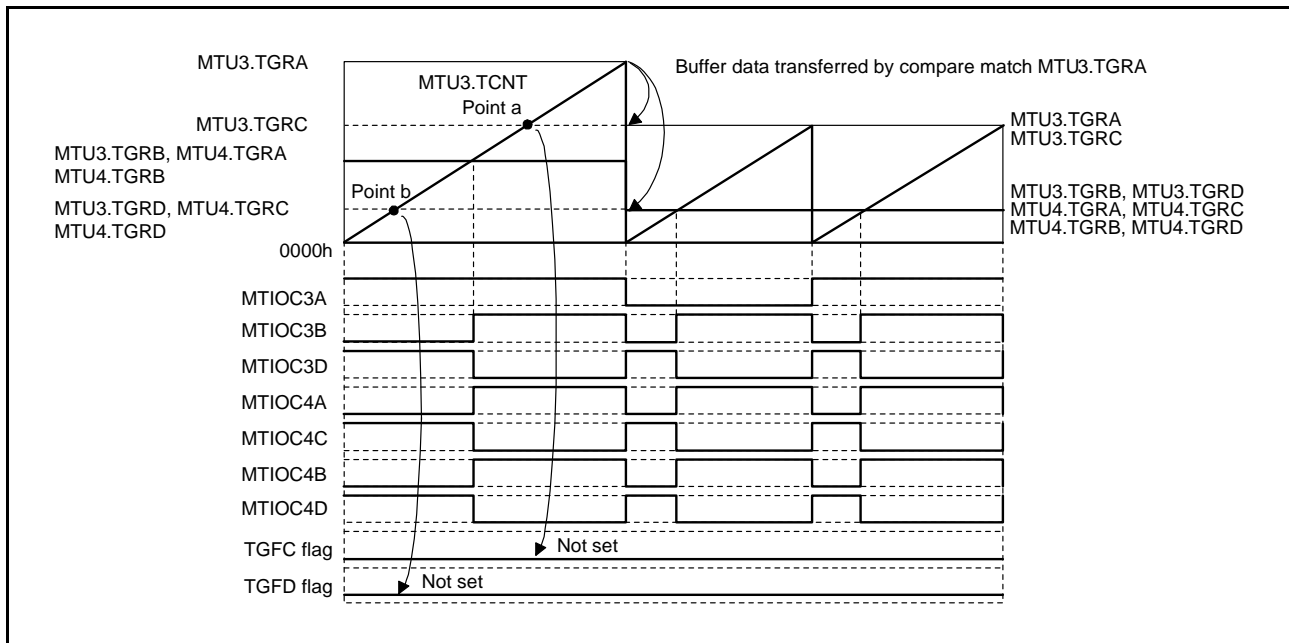 MTU3.TGRA
MTU3.TCNT
Buffer data transferred by compare match MTU3.TGRA
Point a
MTU3.TGRC
MTU3.TGRA
MTU3.TGRC
MTU3.TGRB, MTU4.TGRA
MTU4.TGRB
Point b
MTU3.TGRD, MTU4.TGRC
MTU4.TGRD
MTU3.TGRB, MTU3.TGRD
MTU4.TGRA, MTU4.TGRC
MTU4.TGRB, MTU4.TGRD
0000h
MTIOC3A
MTIOC3B
MTIOC3D
MTIOC4A
MTIOC4C
MTIOC4B
MTIOC4D
TGFC flag
Not set
TGFD flag
Not set